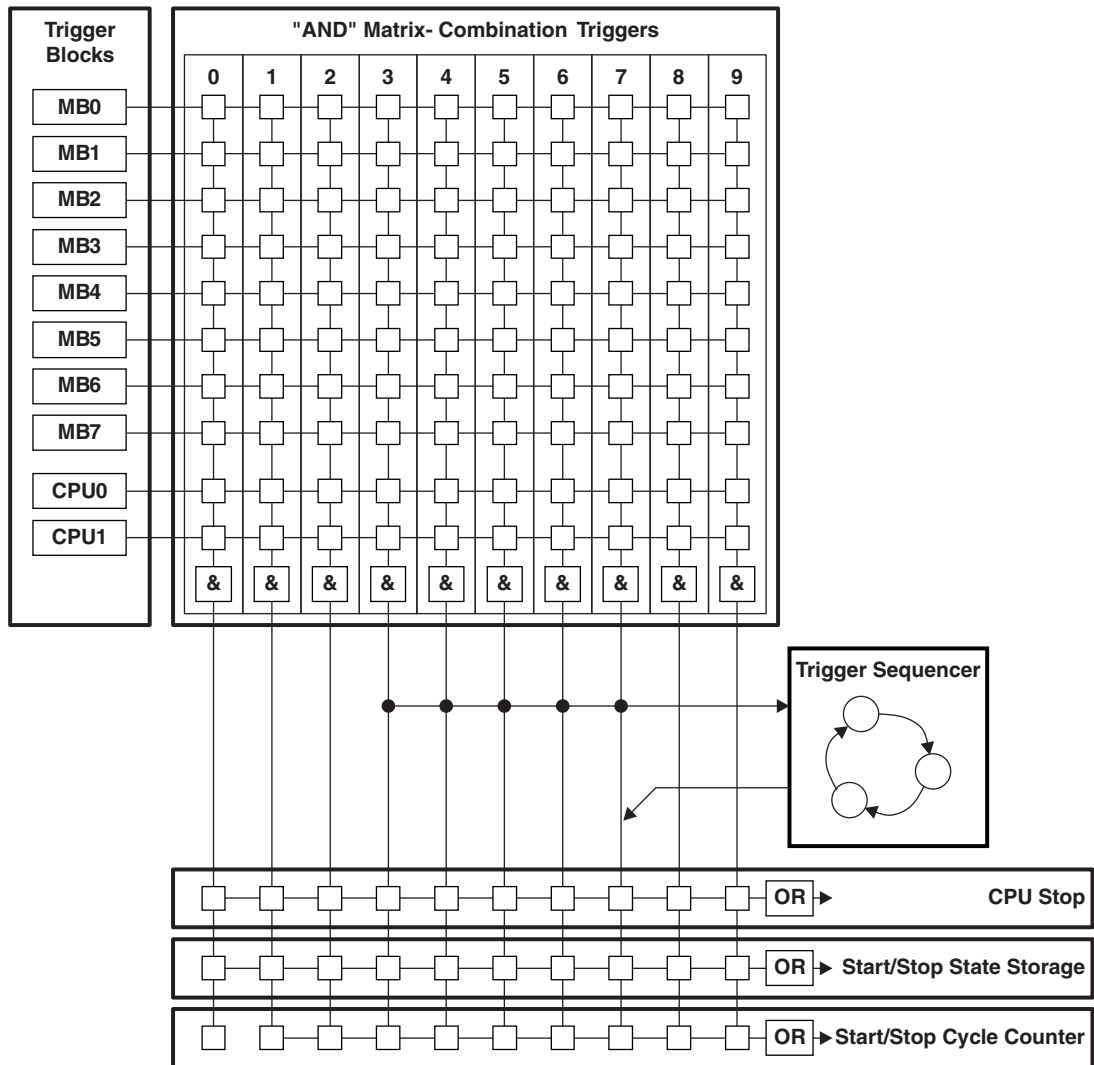 Trigger
Blocks
"AND" Matrix- Combination Triggers
0 1 2 3 4 5 6 7 8 9
MB0
MB1
MB2
MB3
MB4
MB5
MB6
MB7
CPU0
CPU1
& & & & & & & & & &
Trigger Sequencer
OR CPU Stop
OR Start/Stop State Storage
OR Start/Stop Cycle Counter